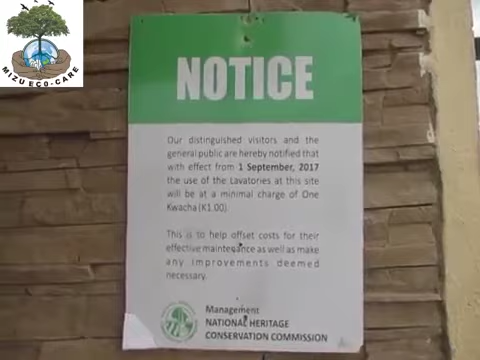 MIZU ECO-CARE
NOTICE
Our distinguished visitors and the
general public are hereby notified that
with effect from 1 September, 2017
the use of the Lavatories at this site
will be at a minimal charge of One
Kwacha (K1.00).
This is to help offset costs for their
effective maintenance as well as make
any improvements deemed
necessary.
Management
NATIONAL HERITAGE
CONSERVATION COMMISSION